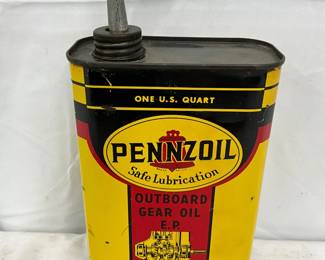 ONE U.S. QUART
PENNZOIL
Safe Lubrication
OUTBOARD
GEAR OIL
E.P.